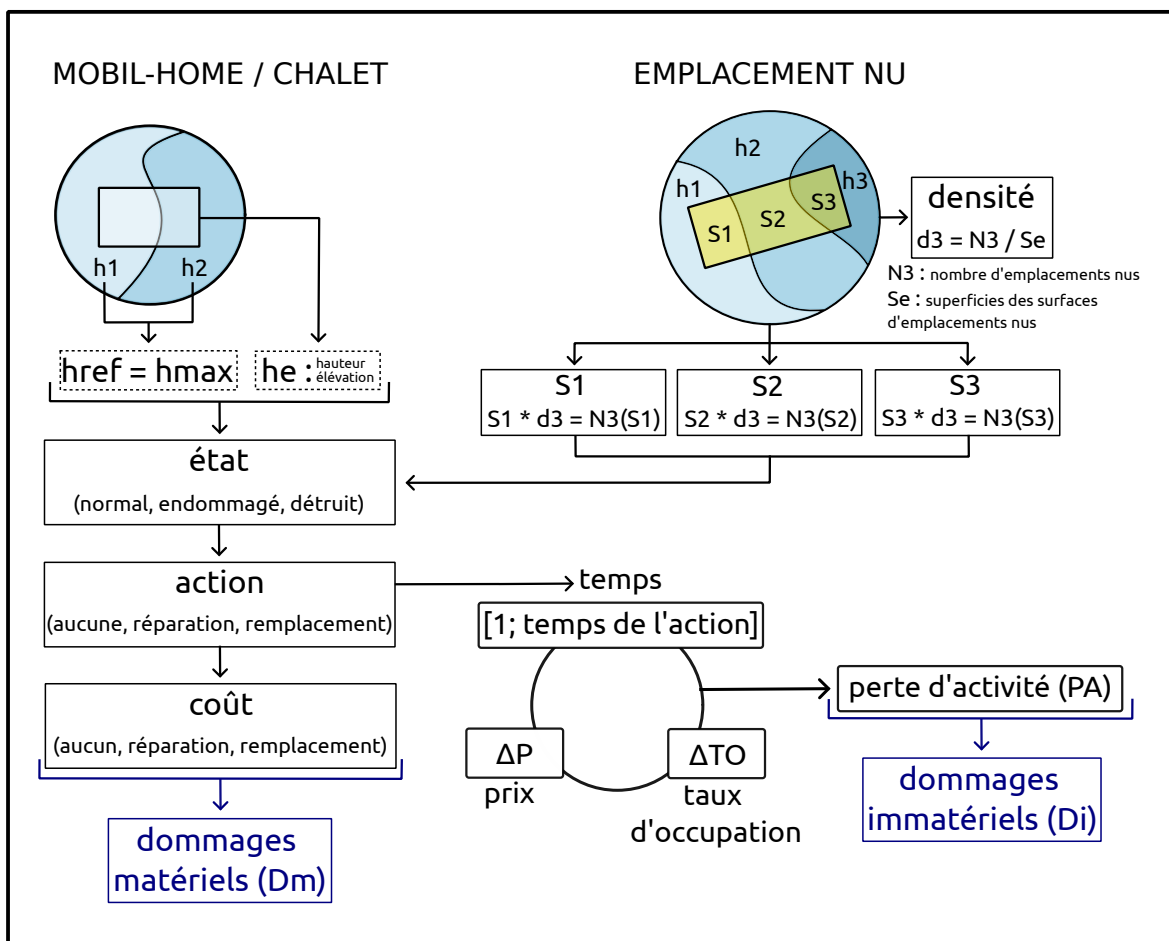 MOBIL-HOME / CHALET
h1
h2
href = hmax
he : hauteur
élévation
EMPLACEMENT NU
h1
h2
h3
S1
S2
S3
densité
d3 = N3 / Se
N3 : nombre d'emplacements nus
Se : superficies des surfaces
d'emplacements nus
S1
S1 * d3 = N3(S1)
S2
S2 * d3 = N3(S2)
S3
S3 * d3 = N3(S3)
état
(normal, endommagé, détruit)
action
(aucune, réparation, remplacement)
coût
(aucun, réparation, remplacement)
dommages
matériels (Dm)
temps
[1; temps de l'action]
ΔP
prix
ΔTO
taux
d'occupation
perte d'activité (PA)
dommages
immatériels (Di)